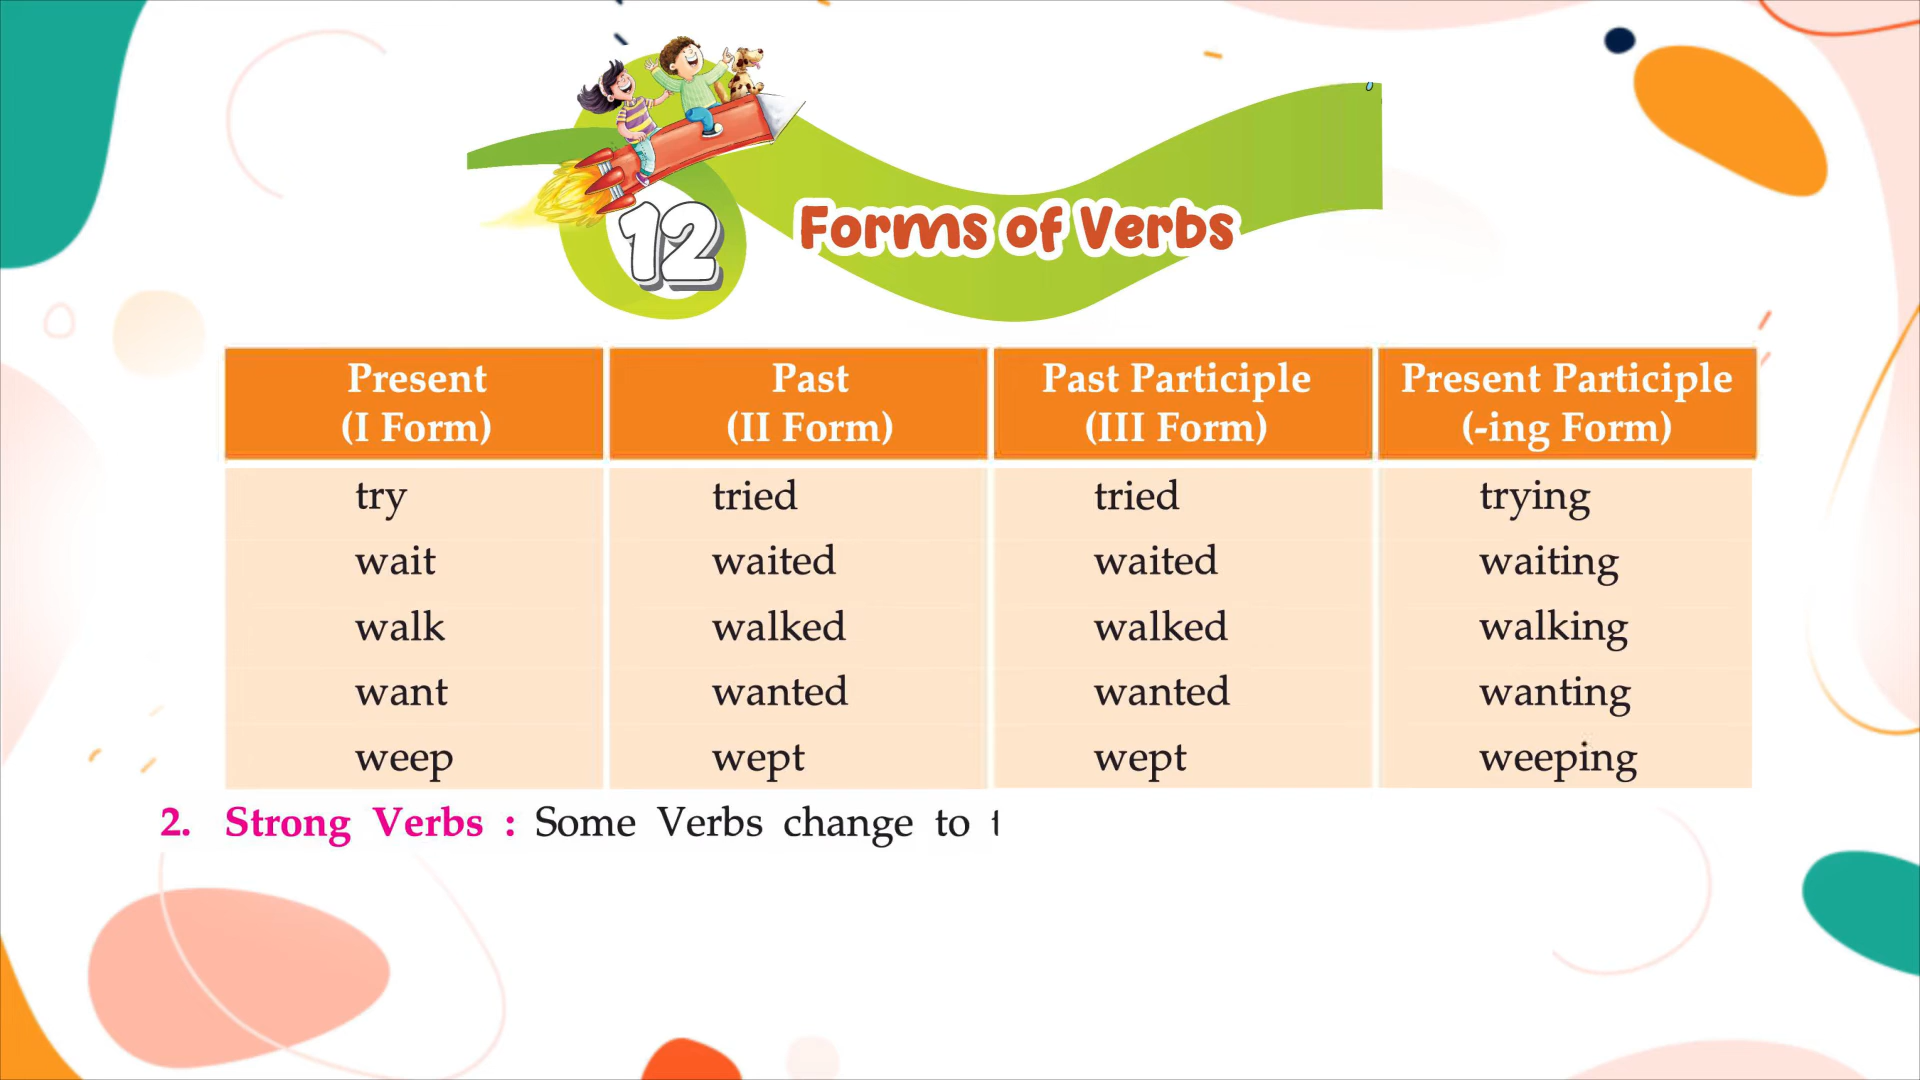 12
Forms of Verbs
Present Past Past Participle Present Participle
(I Form) (II Form) (III Form) (-ing Form)
try tried tried trying
wait waited waited waiting
walk walked walked walking
want wanted wanted wanting
weep wept wept weeping
2. Strong Verbs : Some Verbs change to